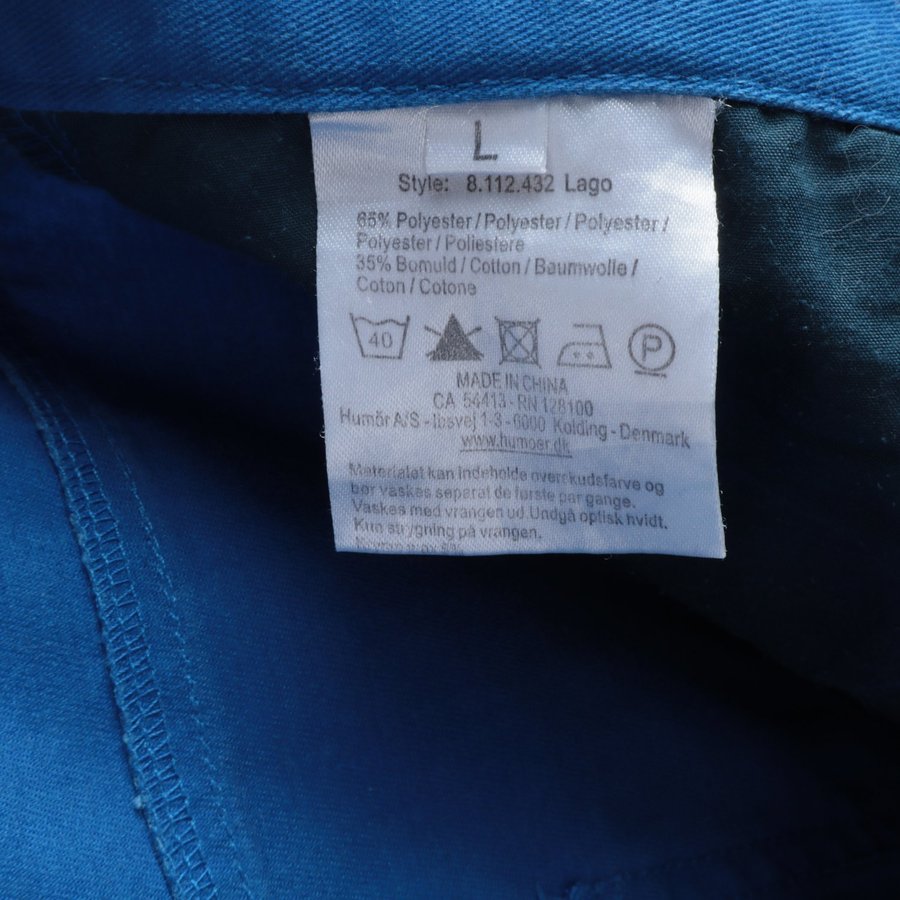 L
Style: 8.112.432 Lago
65% Polyester / Polyester / Polyester /
Polyester / Poliestere
35% Bomuld / Cotton / Baumwolle /
Coton / Cotone
40
P
MADE IN CHINA
CA 54413 - RN 128100
Humör A/S - Ibsvej 1-3 - 6000 Kolding - Denmark
www.humoer.dk
Materialet kan indeholde overskudsfarve og
bør vaskes separat de første par gange.
Vaskes med vrangen ud. Undgå optisk hvidt.
Kun strygning på vrangen.